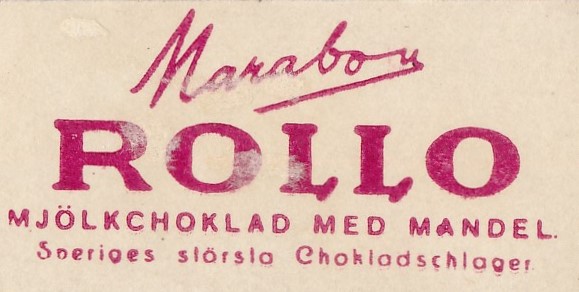 Marabou
ROLLO
MJÖLKCHOKLAD MED MANDEL.
Sveriges största Chokladschlager